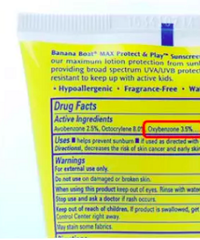 Banana Boat® MAX Protect & Play™ Sunscreen
our maximum lotion protection from sun
providing broad spectrum UVA/UVB protec
resistant to keep up with active kids.
• Hypoallergenic • Fragrance-Free • Wa
Drug Facts
Active Ingredients
Avobenzone 2.5%, Octocrylene 8.0% Oxybenzone 3.5%,
Uses ■ helps prevent sunburn ■ if used as directed with
Directions), decreases the risk of skin cancer and early ski
Warnings
For external use only.
Do not use on damaged or broken skin.
When using this product keep out of eyes. Rinse with water
Stop use and ask a doctor if rash occurs.
Keep out of reach of children. If product is swallowed, get
Control Center right away.
May stain some fabrics.